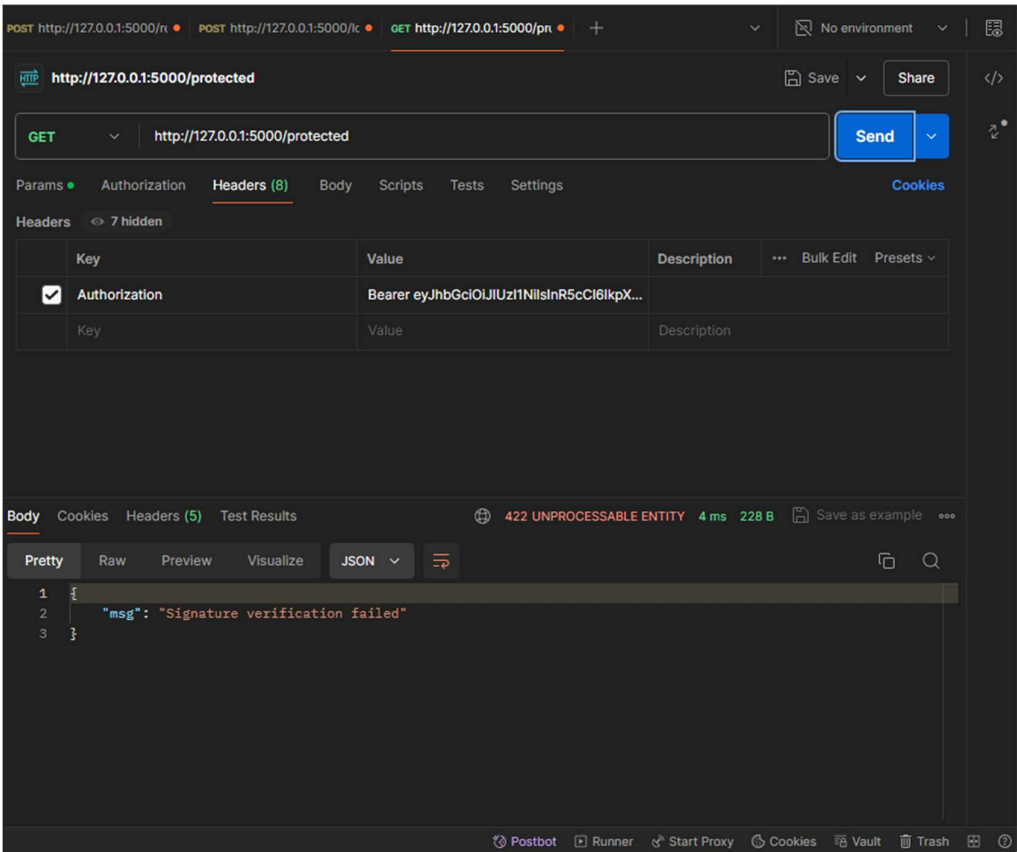 POST http://127.0.0.1:5000/re POST http://127.0.0.1:5000/lc GET http://127.0.0.1:5000/pro No environment
HTTP http://127.0.0.1:5000/protected Save Share
GET http://127.0.0.1:5000/protected Send
Params Authorization Headers (8) Body Scripts Tests Settings Cookies
Headers 7 hidden
Key Value Description Bulk Edit Presets
Authorization Bearer eyJhbGciOiJIUzI1NiIsInR5cCI6IkpX...
Key Value Description
Body Cookies Headers (5) Test Results 422 UNPROCESSABLE ENTITY 4 ms 228 B Save as example
Pretty Raw Preview Visualize JSON
1 {
2 "msg": "Signature verification failed"
3 }
Postbot Runner Start Proxy Cookies Vault Trash